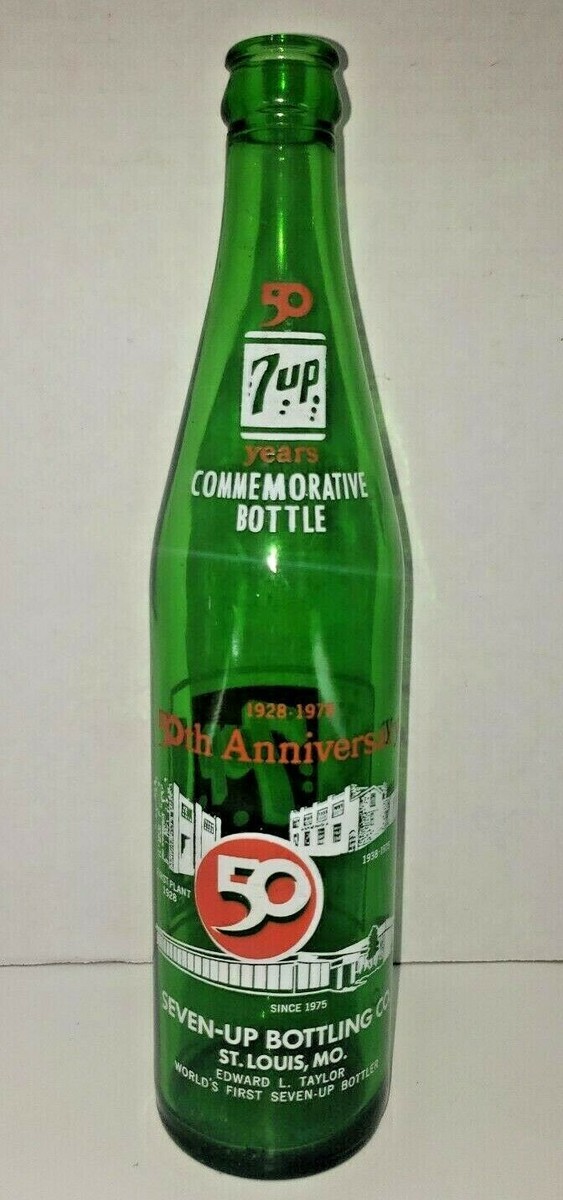 50
7up
years
COMMEMORATIVE
BOTTLE
1928-1978
50th Anniversary
FIRST PLANT
1928
1938-1975
50
SINCE 1975
SEVEN-UP BOTTLING CO
ST. LOUIS, MO.
EDWARD L. TAYLOR
WORLD'S FIRST SEVEN-UP BOTTLER